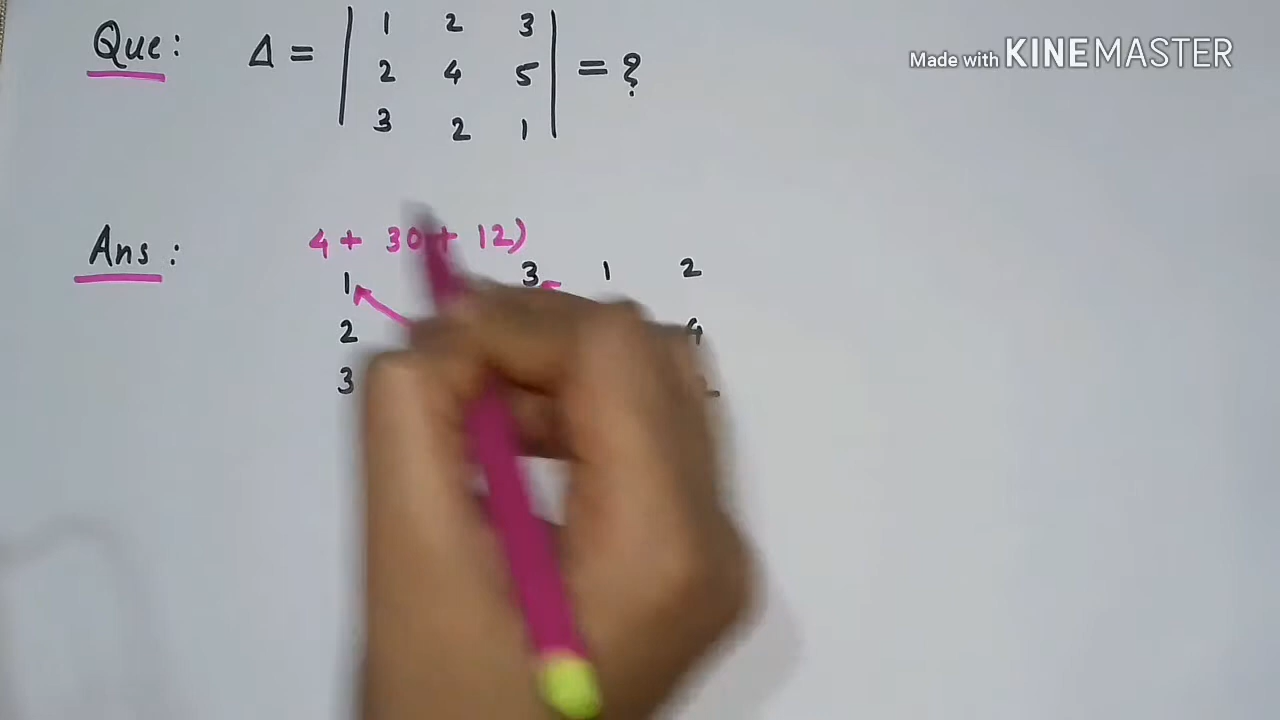 Made with KINEMASTER
Que: Δ = | 1 2 3 | = ?
2 4 5
3 2 1
Ans:
4 + 30 + 12)
1 3 1 2
2 4
3